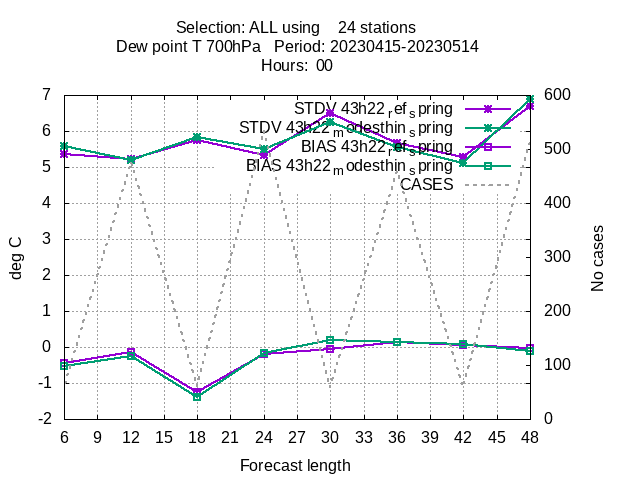 Selection: ALL using    24 stations
Dew point T 700hPa   Period: 20230415-20230514
Hours:  00
STDV 43h22_ref_spring
STDV 43h22_modesthin_spring
BIAS 43h22_ref_spring
BIAS 43h22_modesthin_spring
CASES
deg C
7
6
5
4
3
2
1
0
-1
-2
6 9 12 15 18 21 24 27 30 33 36 39 42 45 48
Forecast length
No cases
600
500
400
300
200
100
0